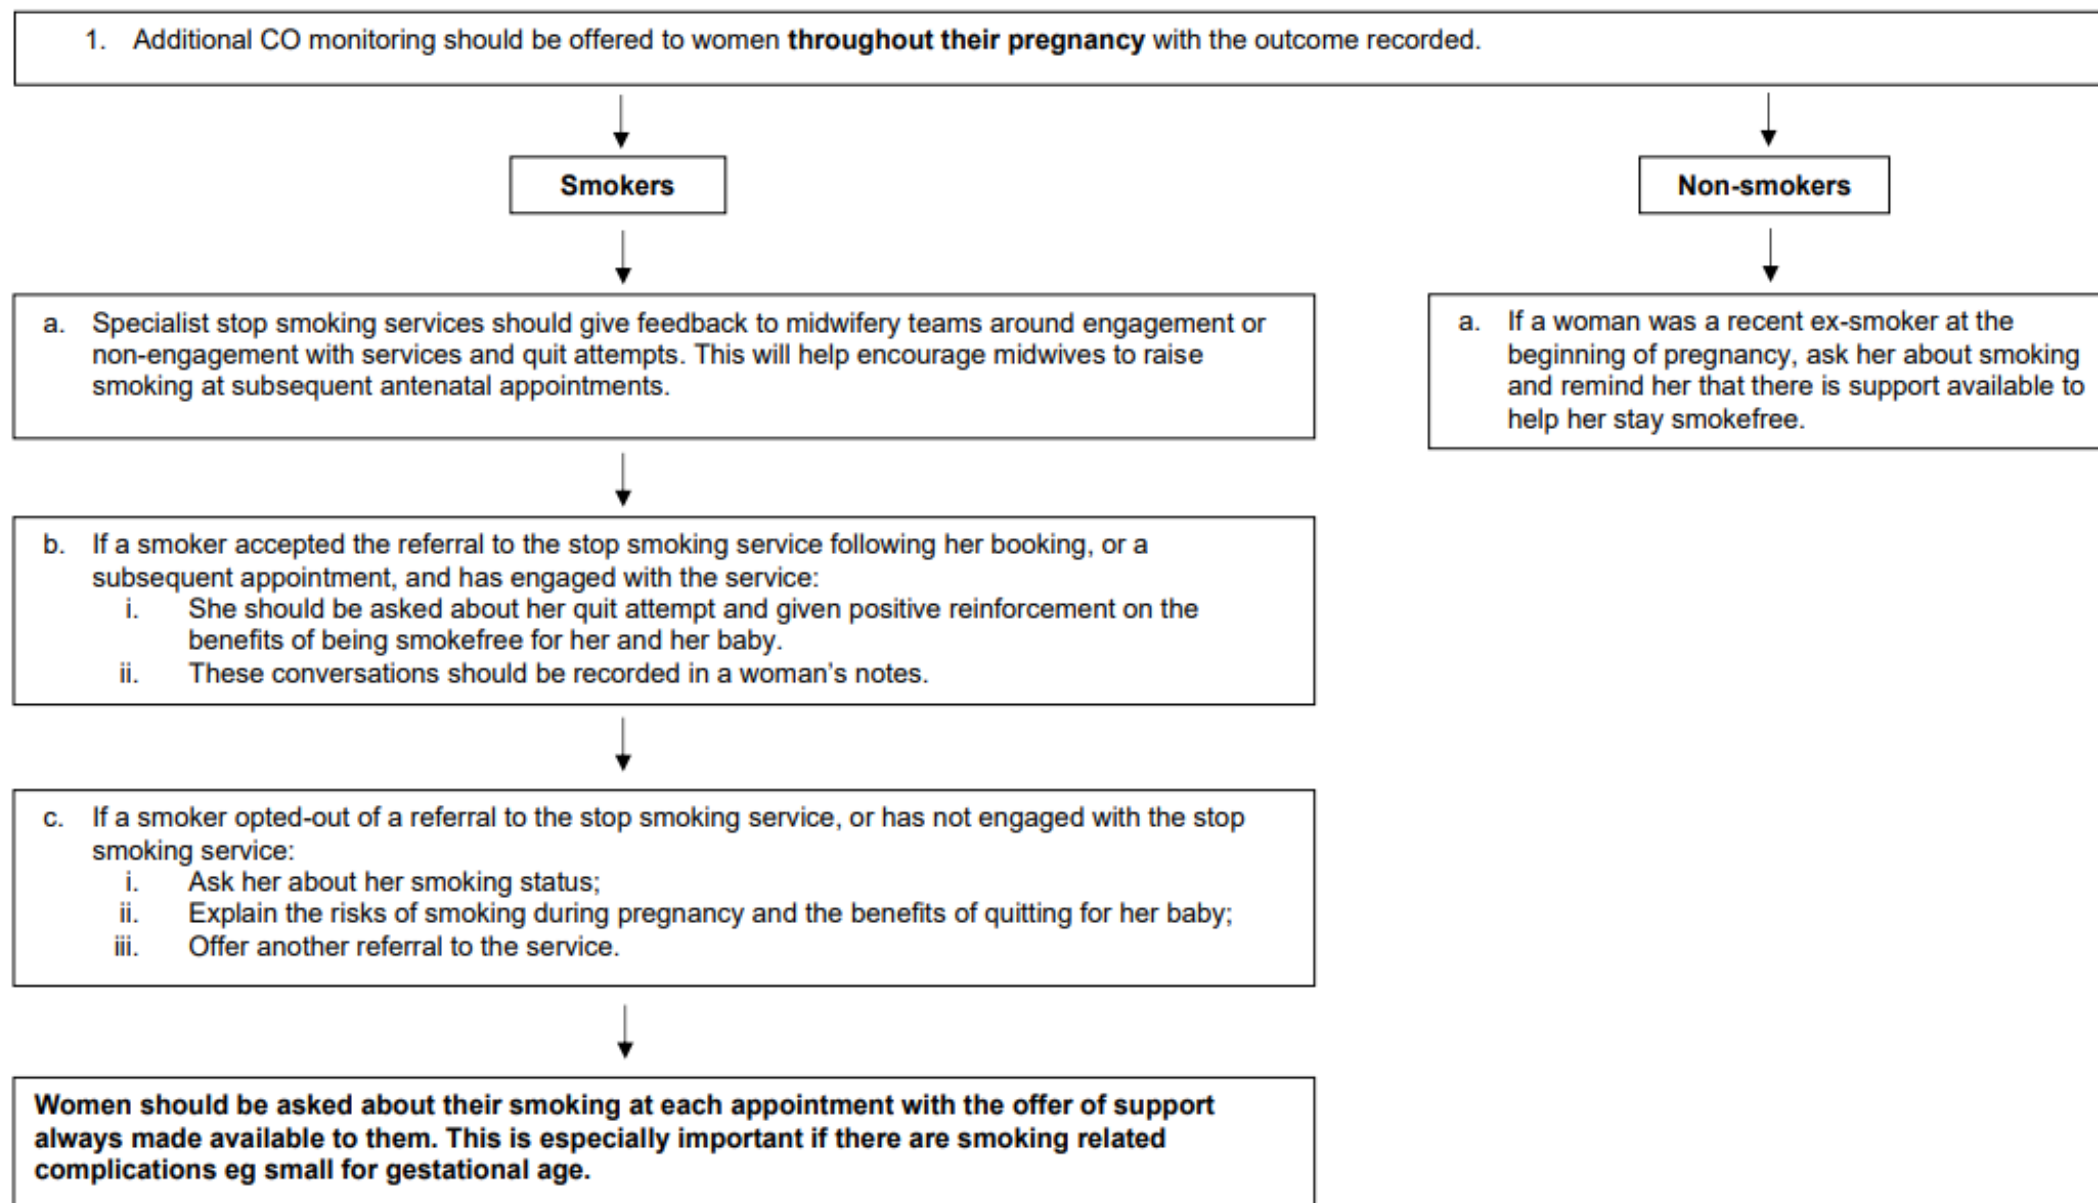 1. Additional CO monitoring should be offered to women throughout their pregnancy with the outcome recorded.
Smokers
a. Specialist stop smoking services should give feedback to midwifery teams around engagement or
non-engagement with services and quit attempts. This will help encourage midwives to raise
smoking at subsequent antenatal appointments.
b. If a smoker accepted the referral to the stop smoking service following her booking, or a
subsequent appointment, and has engaged with the service:
i. She should be asked about her quit attempt and given positive reinforcement on the
benefits of being smokefree for her and her baby.
ii. These conversations should be recorded in a woman's notes.
c. If a smoker opted-out of a referral to the stop smoking service, or has not engaged with the stop
smoking service:
i. Ask her about her smoking status;
ii. Explain the risks of smoking during pregnancy and the benefits of quitting for her baby;
iii. Offer another referral to the service.
Women should be asked about their smoking at each appointment with the offer of support
always made available to them. This is especially important if there are smoking related
complications eg small for gestational age.
Non-smokers
a. If a woman was a recent ex-smoker at the
beginning of pregnancy, ask her about smoking
and remind her that there is support available to
help her stay smokefree.